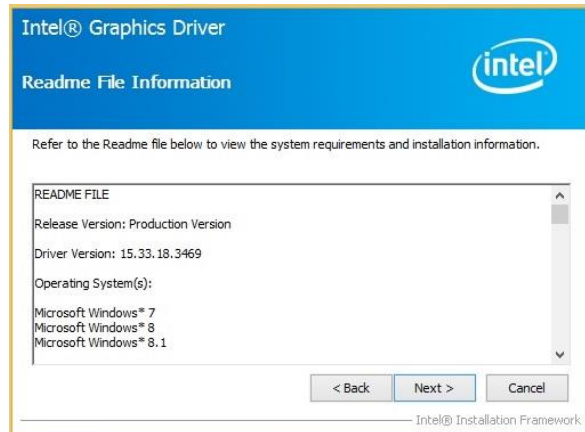 Intel® Graphics Driver
Readme File Information
intel
Refer to the Readme file below to view the system requirements and installation information.
README FILE
Release Version: Production Version
Driver Version: 15.33.18.3469
Operating System(s):
Microsoft Windows* 7
Microsoft Windows* 8
Microsoft Windows* 8.1
< Back
Next >
Cancel
Intel® Installation Framework